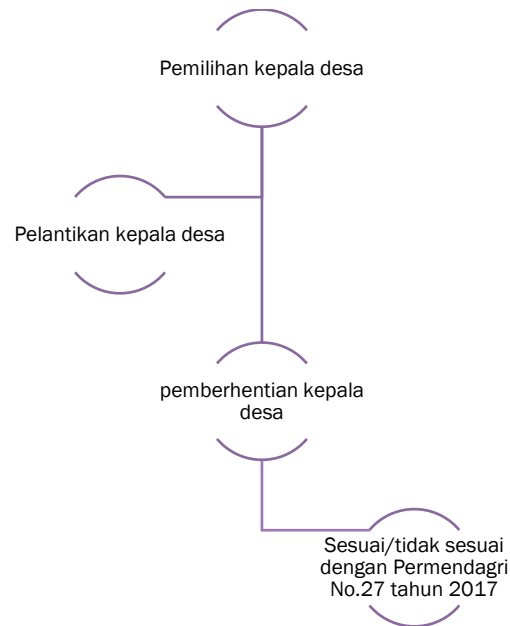 Pemilihan kepala desa
Pelantikan kepala desa
pemberhentian kepala
desa
Sesuai/tidak sesuai
dengan Permendagri
No.27 tahun 2017